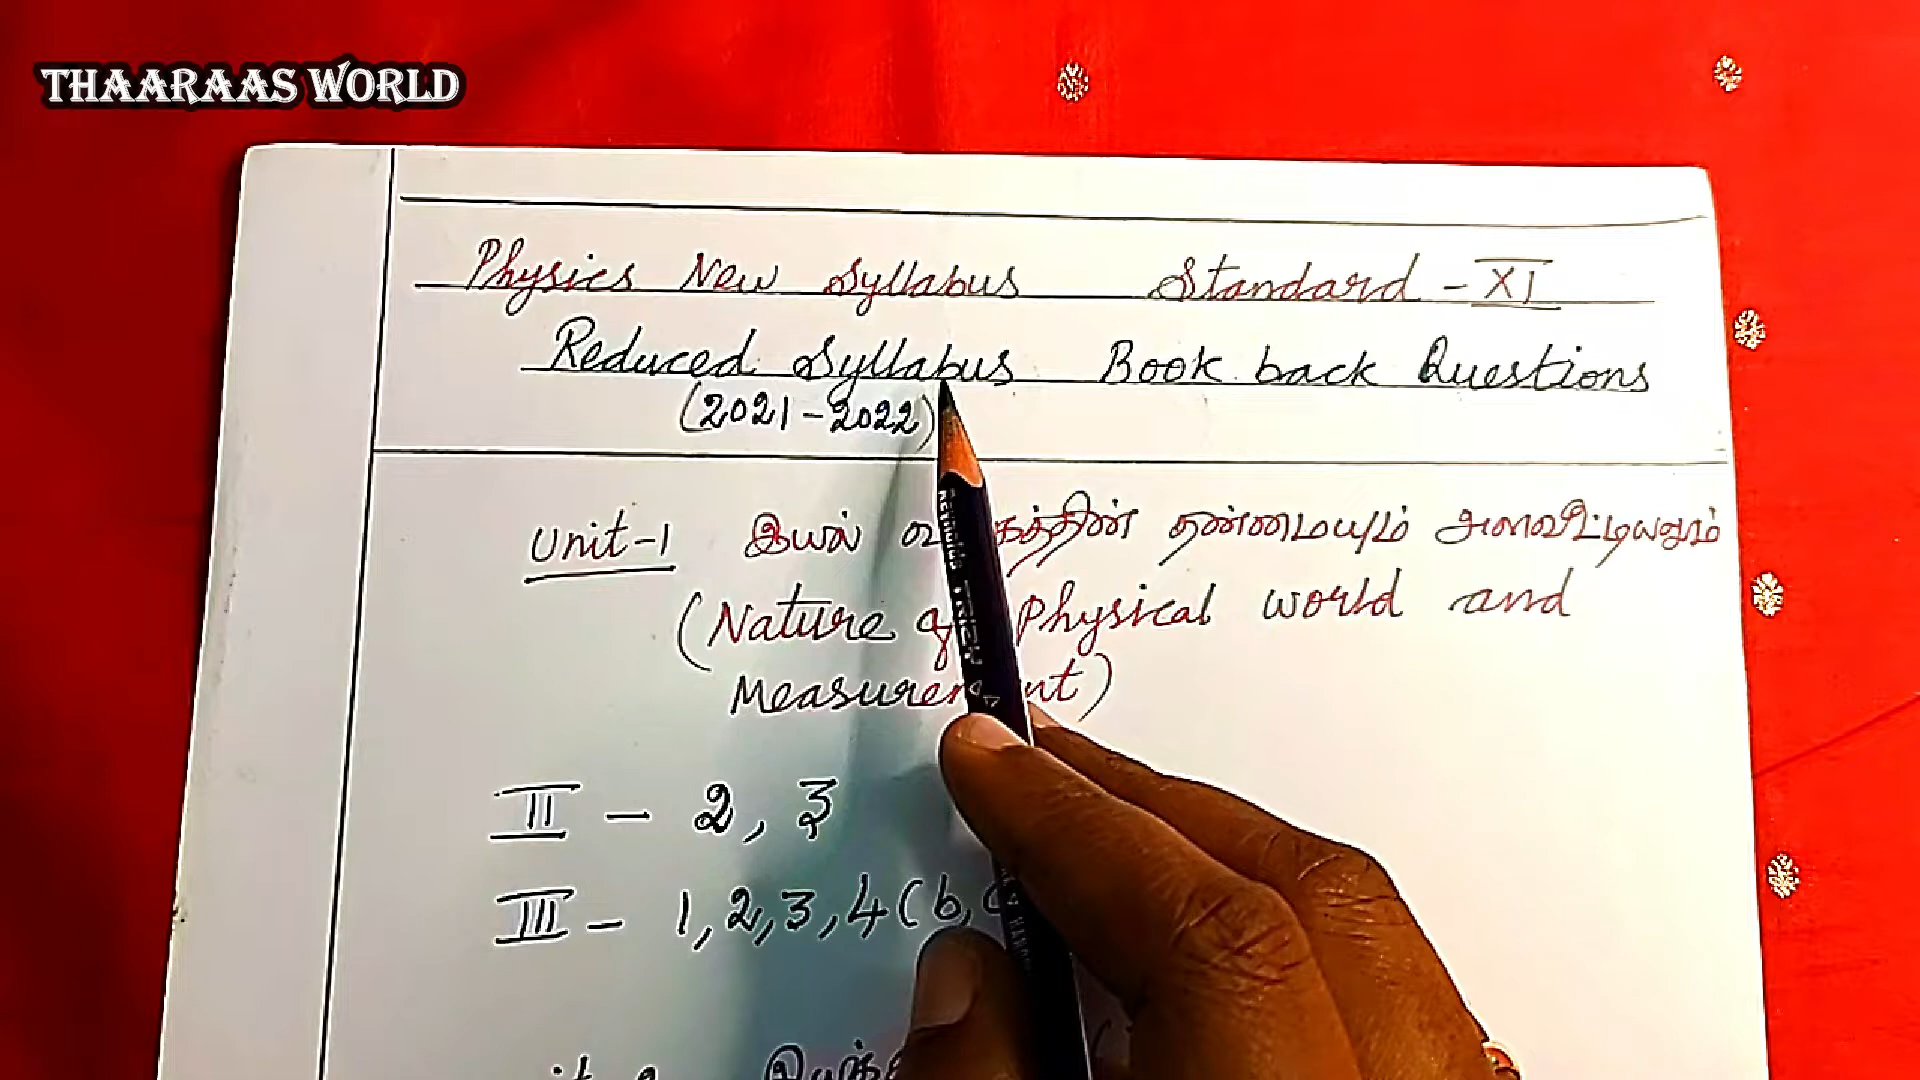 THAARAAS WORLD
Physics New Syllabus Standard - XI
Reduced Syllabus Book back Questions
(2021-2022)
Unit-1 இயல் தன்மையும் அளவீட்டியலும்
(Nature of Physical world and
Measurement)
II - 2, 3
III - 1, 2, 3, 4 (b,